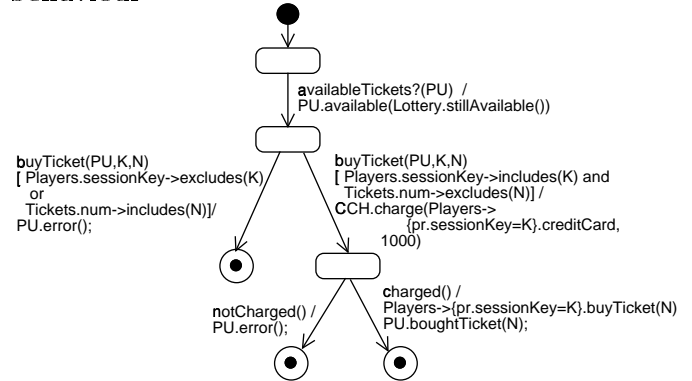 availableTickets?(PU) /
PU.available(Lottery.stillAvailable())
buyTicket(PU,K,N)
[ Players.sessionKey->excludes(K)
or
Tickets.num->includes(N)]/
PU.error();
buyTicket(PU,K,N)
[ Players.sessionKey->includes(K) and
Tickets.num->excludes(N)] /
CCH.charge(Players->
{pr.sessionKey=K}.creditCard,
1000)
notCharged() /
PU.error();
charged() /
Players->{pr.sessionKey=K}.buyTicket(N)
PU.boughtTicket(N);